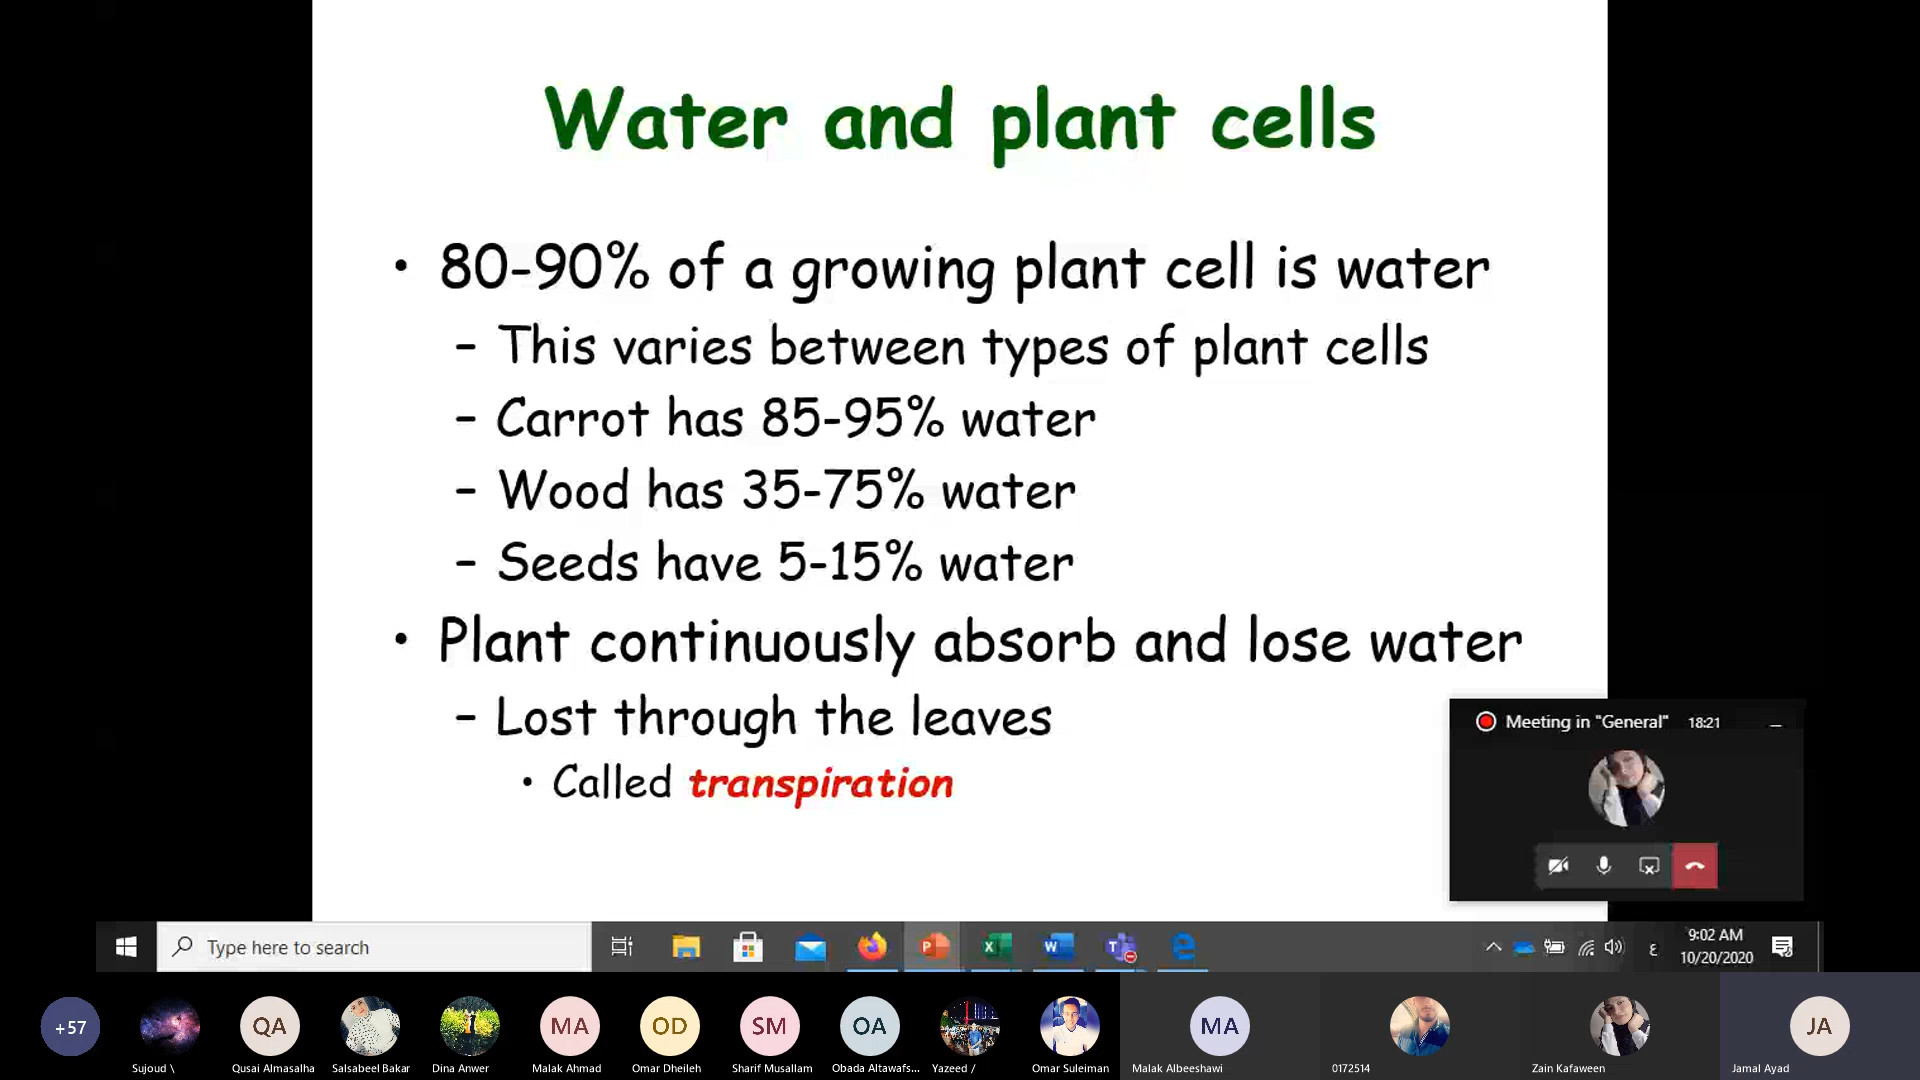 Water and plant cells
• 80-90% of a growing plant cell is water
– This varies between types of plant cells
– Carrot has 85-95% water
– Wood has 35-75% water
– Seeds have 5-15% water
• Plant continuously absorb and lose water
– Lost through the leaves
• Called transpiration
Meeting in "General" 18:21
Type here to search
ع
9:02 AM
10/20/2020
+57
QA
MA
OD
SM
OA
MA
JA
Sujoud \
Qusai Almasalha
Salsabeel Bakar
Dina Anwer
Malak Ahmad
Omar Dheileh
Sharif Musallam
Obada Altawafs...
Yazeed /
Omar Suleiman
Malak Albeeshawi
0172514
Zain Kafaween
Jamal Ayad